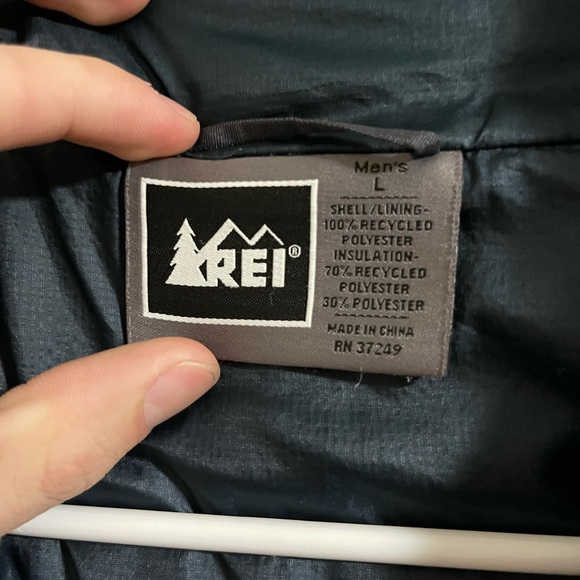 REI®
Men's
L
SHELL/LINING-
100% RECYCLED
POLYESTER
INSULATION-
70% RECYCLED
POLYESTER
30% POLYESTER
MADE IN CHINA
RN 37249